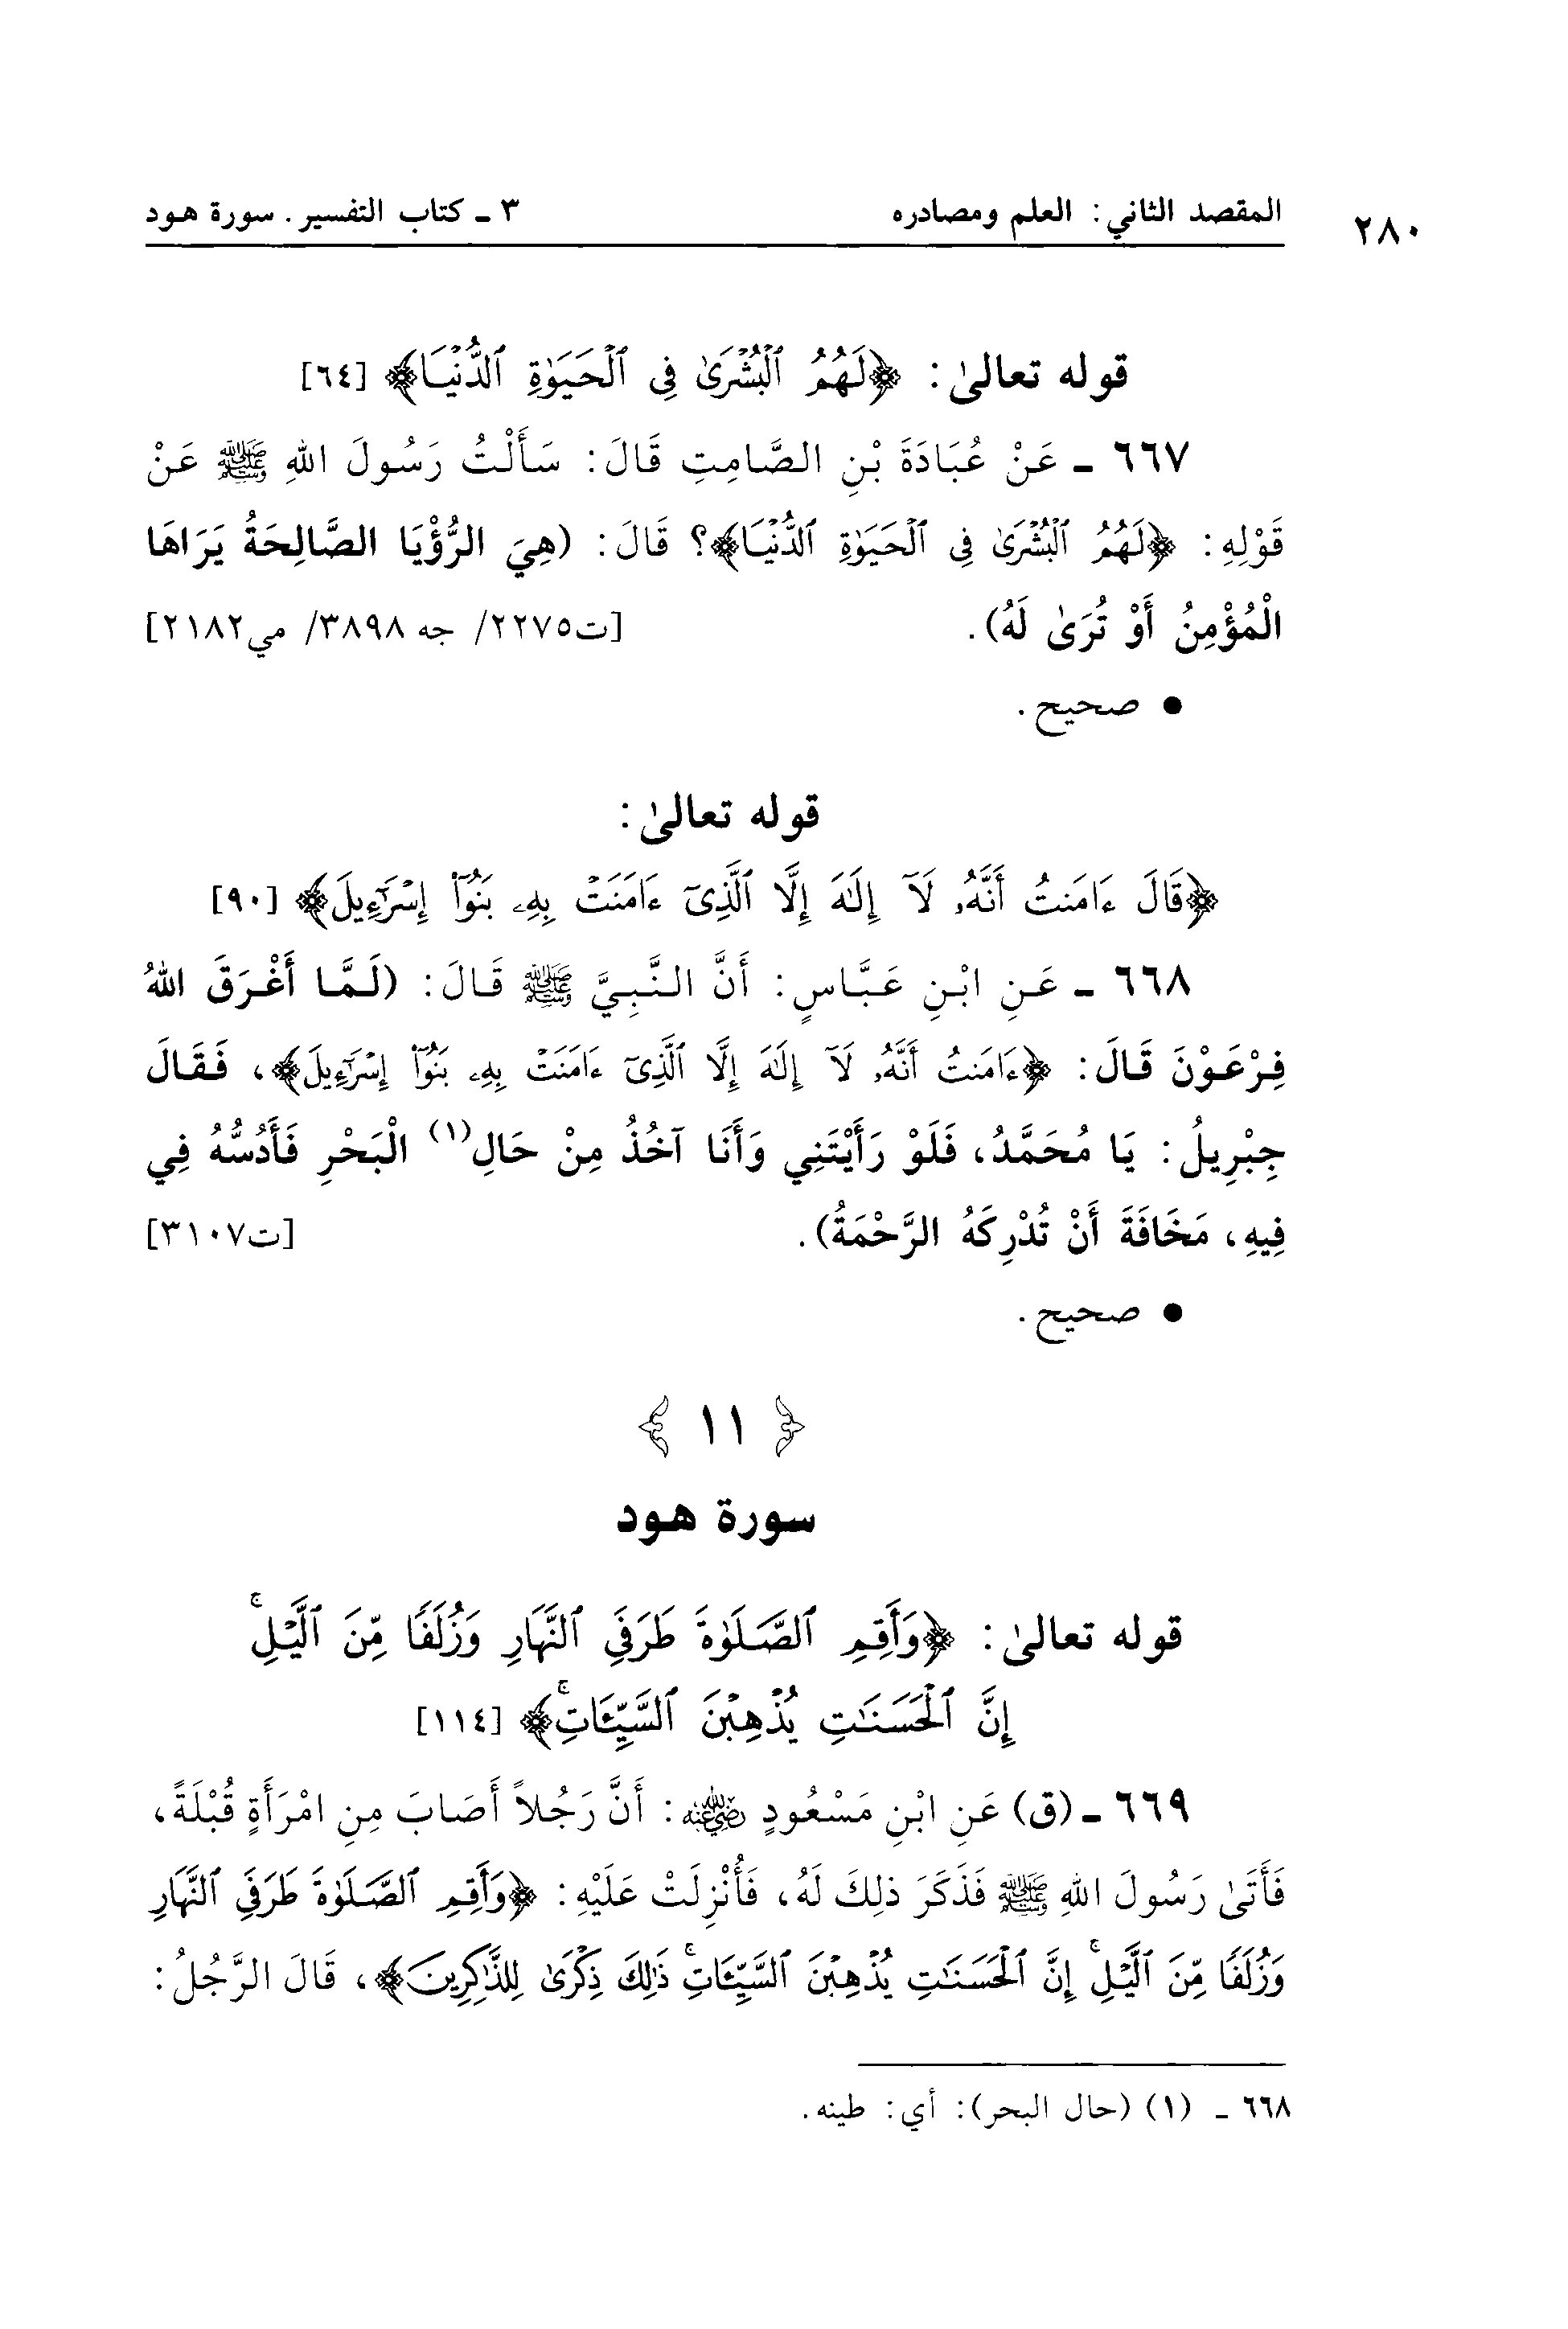 ٢٨٠ المقصد الثاني: العلم ومصادره ٣ ـ كتاب التفسير. سورة هود
قوله تعالىٰ: ﴿لَهُمُ ٱلْبُشْرَىٰ فِى ٱلْحَيَوٰةِ ٱلدُّنْيَا﴾ [٦٤]
٦٦٧ ـ عَنْ عُبَادَةَ بْنِ الصَّامِتِ قَالَ: سَأَلْتُ رَسُولَ اللهِ ﷺ عَنْ
قَوْلِهِ: ﴿لَهُمُ ٱلْبُشْرَىٰ فِى ٱلْحَيَوٰةِ ٱلدُّنْيَا﴾؟ قَالَ: (هِيَ الرُّؤْيَا الصَّالِحَةُ يَرَاهَا
الْمُؤْمِنُ أَوْ تُرَىٰ لَهُ). [ت٢٢٧٥/ جه ٣٨٩٨/ مي٢١٨٢]
● صحيح.
قوله تعالىٰ:
﴿قَالَ ءَامَنتُ أَنَّهُۥ لَآ إِلَٰهَ إِلَّا ٱلَّذِىٓ ءَامَنَتْ بِهِۦ بَنُوٓا۟ إِسْرَٰٓءِيلَ﴾ [٩٠]
٦٦٨ ـ عَنِ ابْنِ عَبَّاسٍ: أَنَّ النَّبِيَّ ﷺ قَالَ: (لَمَّا أَغْرَقَ اللهُ
فِرْعَوْنَ قَالَ: ﴿ءَامَنتُ أَنَّهُۥ لَآ إِلَٰهَ إِلَّا ٱلَّذِىٓ ءَامَنَتْ بِهِۦ بَنُوٓا۟ إِسْرَٰٓءِيلَ﴾، فَقَالَ
جِبْرِيلُ: يَا مُحَمَّدُ، فَلَوْ رَأَيْتَنِي وَأَنَا آخُذُ مِنْ حَالِ(١) الْبَحْرِ فَأَدُسُّهُ فِي
فِيهِ، مَخَافَةَ أَنْ تُدْرِكَهُ الرَّحْمَةُ). [ت٣١٠٧]
● صحيح.
﴿ ١١ ﴾
سورة هود
قوله تعالىٰ: ﴿وَأَقِمِ ٱلصَّلَوٰةَ طَرَفَىِ ٱلنَّهَارِ وَزُلَفًا مِّنَ ٱلَّيْلِ ۚ
إِنَّ ٱلْحَسَنَٰتِ يُذْهِبْنَ ٱلسَّيِّـَٔاتِ ۚ﴾ [١١٤]
٦٦٩ ـ (ق) عَنِ ابْنِ مَسْعُودٍ رضي الله عنه: أَنَّ رَجُلاً أَصَابَ مِنِ امْرَأَةٍ قُبْلَةً،
فَأَتَىٰ رَسُولَ اللهِ ﷺ فَذَكَرَ ذلِكَ لَهُ، فَأُنْزِلَتْ عَلَيْهِ: ﴿وَأَقِمِ ٱلصَّلَوٰةَ طَرَفَىِ ٱلنَّهَارِ
وَزُلَفًا مِّنَ ٱلَّيْلِ ۚ إِنَّ ٱلْحَسَنَٰتِ يُذْهِبْنَ ٱلسَّيِّـَٔاتِ ۚ ذَٰلِكَ ذِكْرَىٰ لِلذَّٰكِرِينَ﴾، قَالَ الرَّجُلُ:
٦٦٨ ـ (١) (حال البحر): أي: طينه.